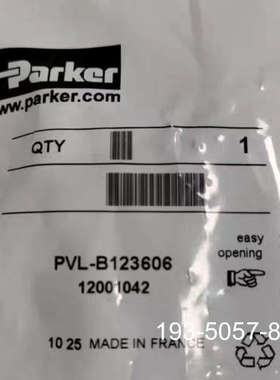 Parker
www.parker.com
QTY 1
easy
opening
PVL-B123606
12001042
193-5057-8
10 25 MADE IN FRANCE